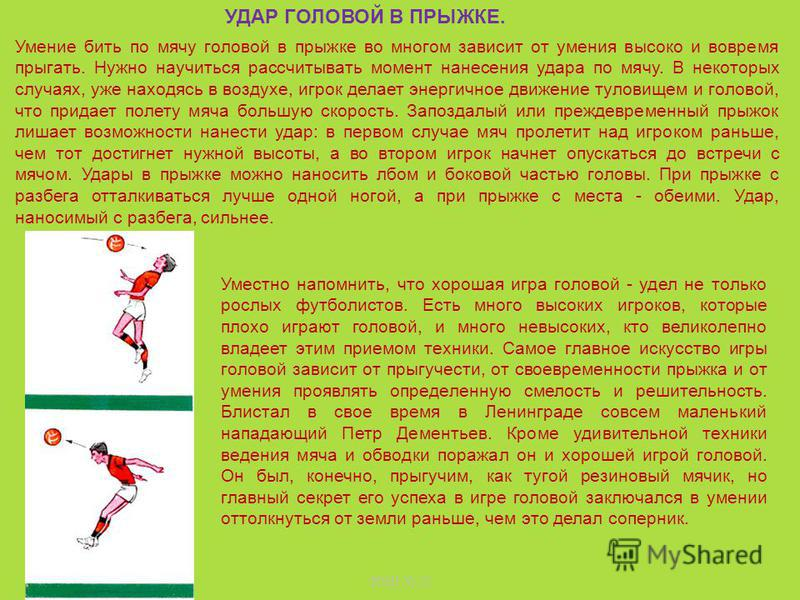 УДАР ГОЛОВОЙ В ПРЫЖКЕ.
Умение бить по мячу головой в прыжке во многом зависит от умения высоко и вовремя
прыгать. Нужно научиться рассчитывать момент нанесения удара по мячу. В некоторых
случаях, уже находясь в воздухе, игрок делает энергичное движение туловищем и головой,
что придает полету мяча большую скорость. Запоздалый или преждевременный прыжок
лишает возможности нанести удар: в первом случае мяч пролетит над игроком раньше,
чем тот достигнет нужной высоты, а во втором игрок начнет опускаться до встречи с
мячом. Удары в прыжке можно наносить лбом и боковой частью головы. При прыжке с
разбега отталкиваться лучше одной ногой, а при прыжке с места - обеими. Удар,
наносимый с разбега, сильнее.
Уместно напомнить, что хорошая игра головой - удел не только
рослых футболистов. Есть много высоких игроков, которые
плохо играют головой, и много невысоких, кто великолепно
владеет этим приемом техники. Самое главное искусство игры
головой зависит от прыгучести, от своевременности прыжка и от
умения проявлять определенную смелость и решительность.
Блистал в свое время в Ленинграде совсем маленький
нападающий Петр Дементьев. Кроме удивительной техники
ведения мяча и обводки поражал он и хорошей игрой головой.
Он был, конечно, прыгучим, как тугой резиновый мячик, но
главный секрет его успеха в игре головой заключался в умении
оттолкнуться от земли раньше, чем это делал соперник.
MyShared